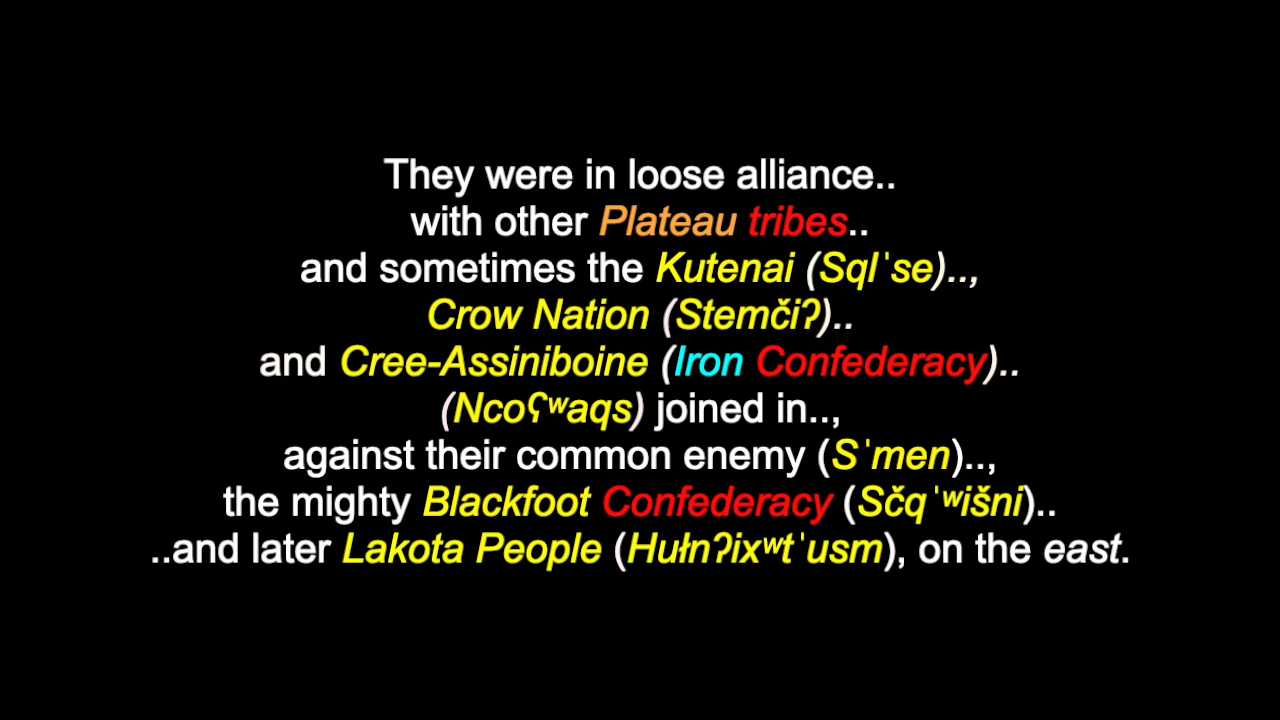 They were in loose alliance..
with other Plateau tribes..
and sometimes the Kutenai (Sqlˈse)..,
Crow Nation (Stemčiʔ)..
and Cree-Assiniboine (Iron Confederacy)..
(Ncoʕʷaqs) joined in..,
against their common enemy (Sˈmen)..,
the mighty Blackfoot Confederacy (Sčqˈʷišni)..
..and later Lakota People (Hułnʔixʷtˈusm), on the east.